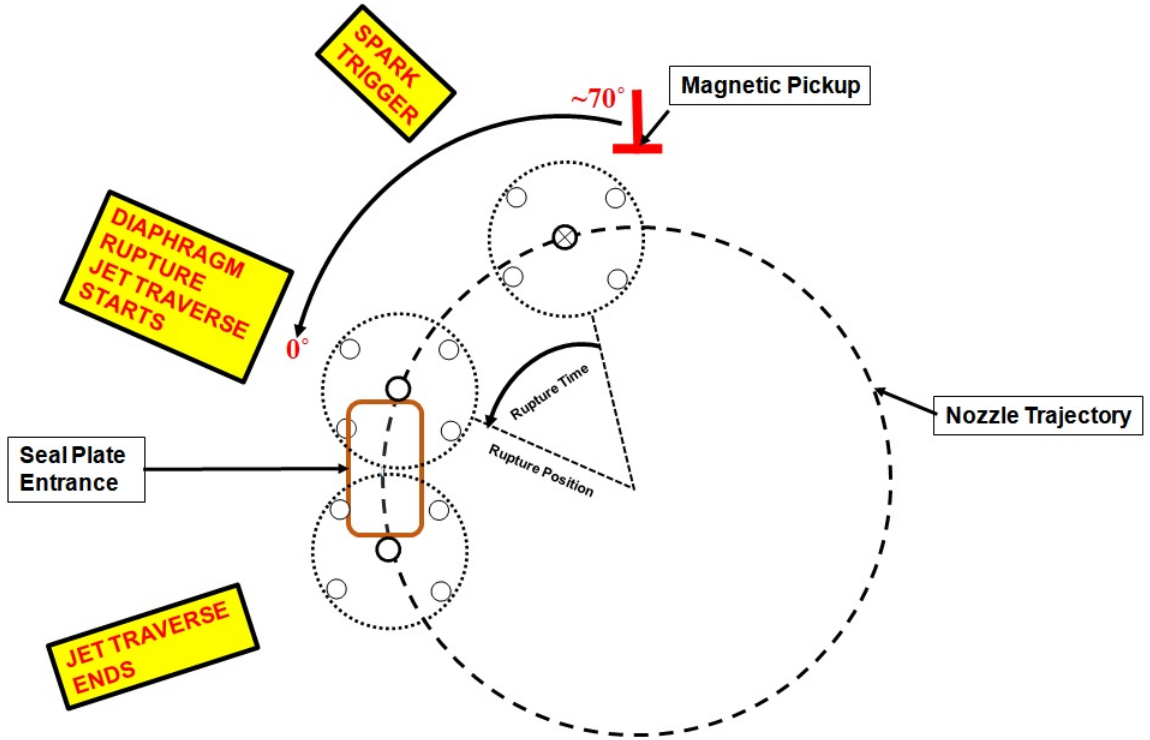 SPARK
TRIGGER
~70°
Magnetic Pickup
DIAPHRAGM
RUPTURE
JET TRAVERSE
STARTS
0°
Rupture Time
Rupture Position
Nozzle Trajectory
Seal Plate
Entrance
JET TRAVERSE
ENDS